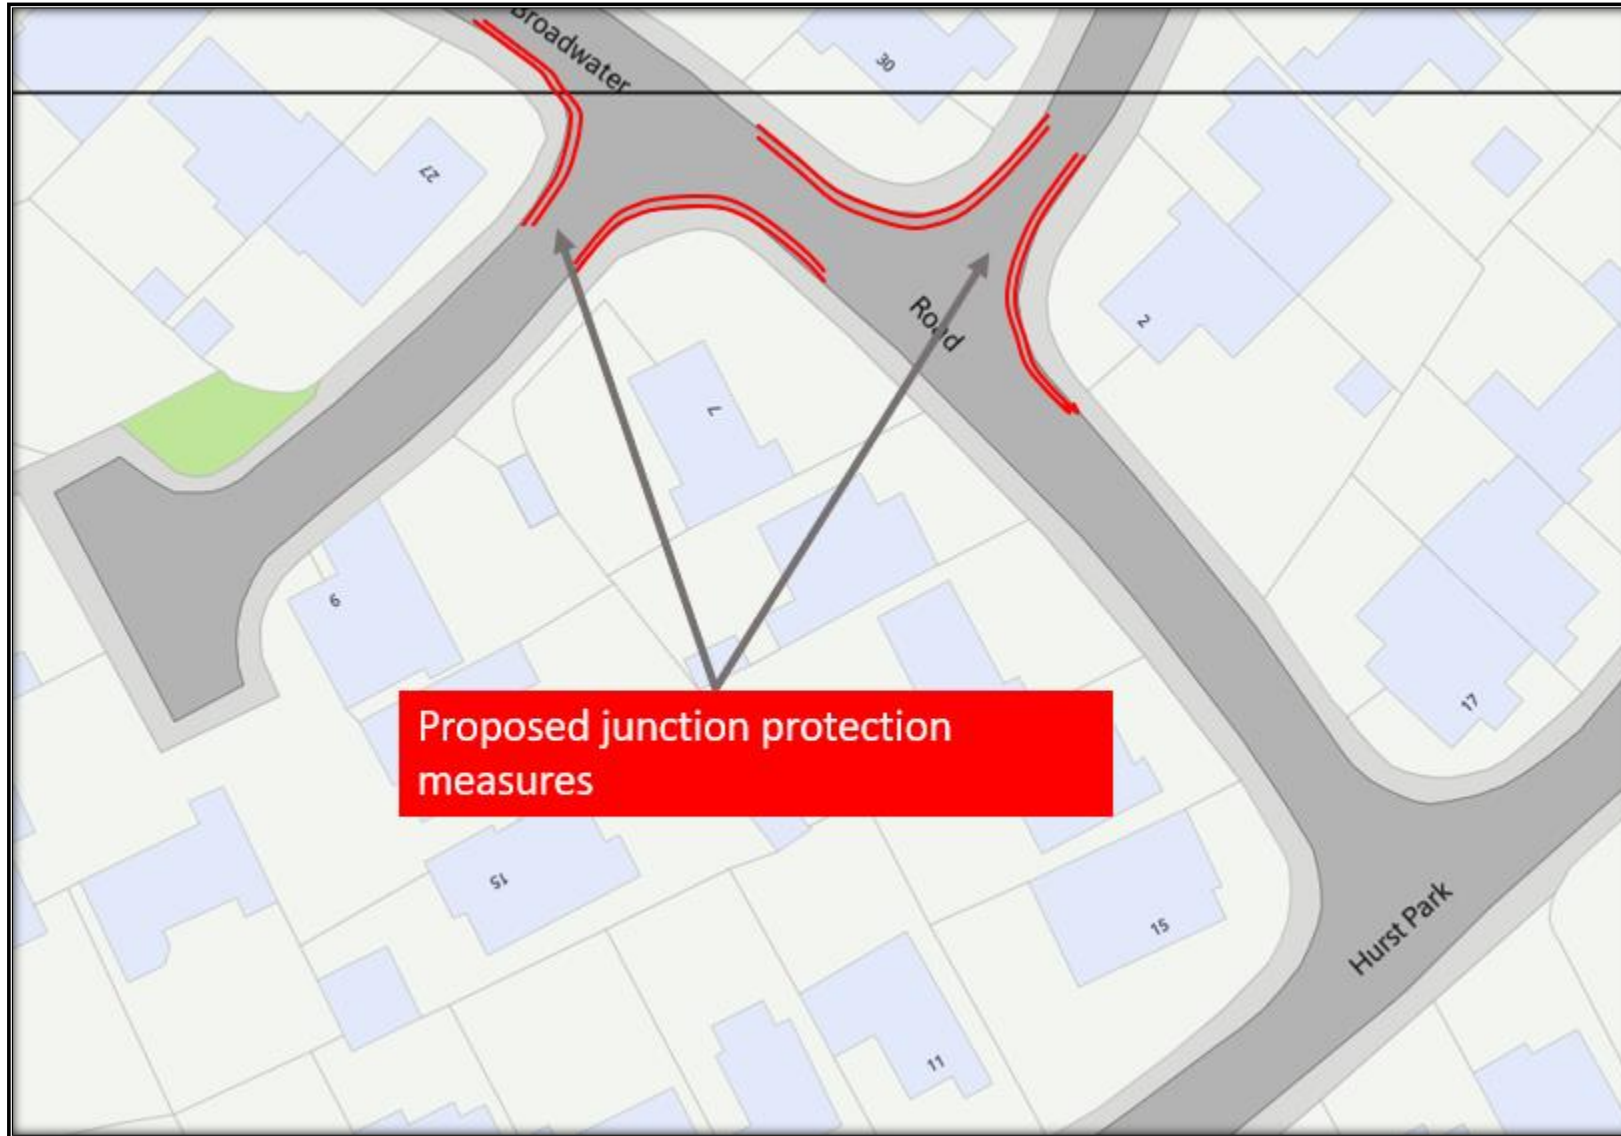 Broadwater
30
27
2
Road
7
9
17
Proposed junction protection
measures
15
15
Hurst Park
11